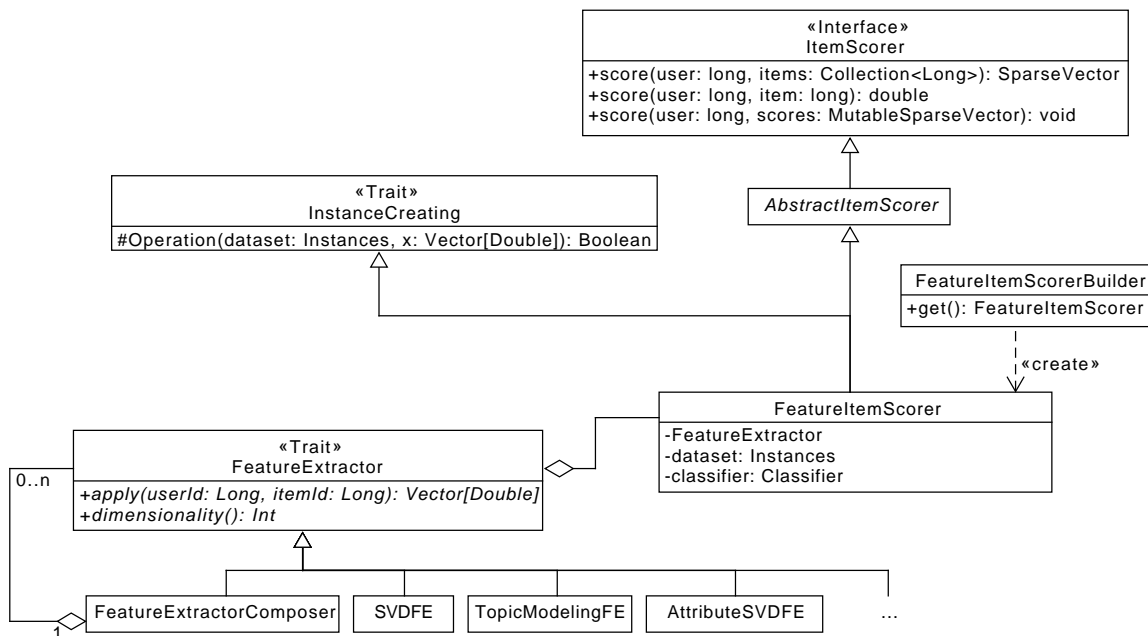 «Interface»
ItemScorer
+score(user: long, items: Collection<Long>): SparseVector
+score(user: long, item: long): double
+score(user: long, scores: MutableSparseVector): void
«Trait»
InstanceCreating
#Operation(dataset: Instances, x: Vector[Double]): Boolean
AbstractItemScorer
FeatureItemScorerBuilder
+get(): FeatureItemScorer
«create»
FeatureItemScorer
-FeatureExtractor
-dataset: Instances
-classifier: Classifier
«Trait»
FeatureExtractor
+apply(userId: Long, itemId: Long): Vector[Double]
+dimensionality(): Int
0..n
1
FeatureExtractorComposer
SVDFE
TopicModelingFE
AttributeSVDFE
...